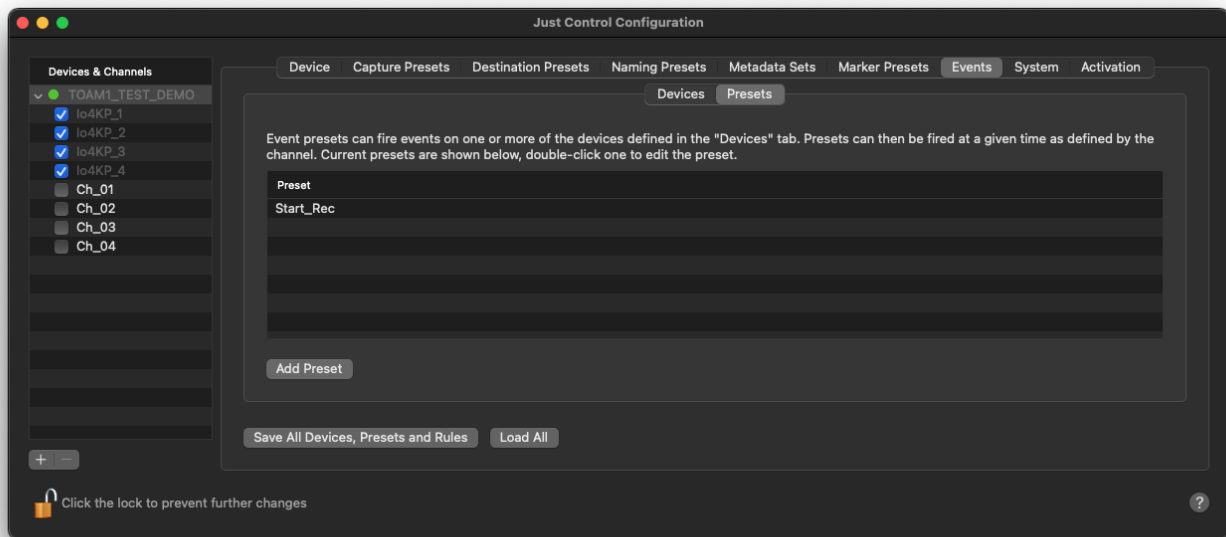 Just Control Configuration
Devices & Channels
TOAM1_TEST_DEMO
Io4KP_1
Io4KP_2
Io4KP_3
Io4KP_4
Ch_01
Ch_02
Ch_03
Ch_04
Device Capture Presets Destination Presets Naming Presets Metadata Sets Marker Presets Events System Activation
Devices Presets
Event presets can fire events on one or more of the devices defined in the "Devices" tab. Presets can then be fired at a given time as defined by the
channel. Current presets are shown below, double-click one to edit the preset.
Preset
Start_Rec
Add Preset
Save All Devices, Presets and Rules Load All
+ −
Click the lock to prevent further changes
?